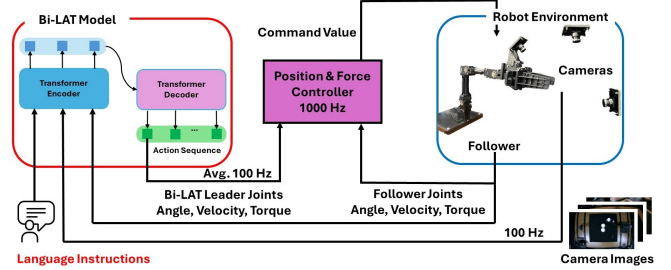 Bi-LAT Model
Transformer
Encoder
Transformer
Decoder
...
Action Sequence
Avg. 100 Hz
Bi-LAT Leader Joints
Angle, Velocity, Torque
Language Instructions
Command Value
Position & Force
Controller
1000 Hz
Follower Joints
Angle, Velocity, Torque
Robot Environment
Cameras
Follower
100 Hz
Camera Images